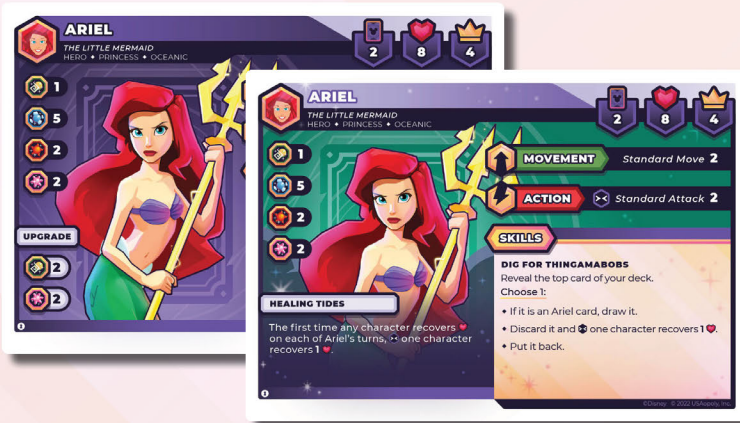 ARIEL
THE LITTLE MERMAID
HERO ✦ PRINCESS ✦ OCEANIC
2 8 4
1
5
2
2
UPGRADE
2
2
ARIEL
THE LITTLE MERMAID
HERO ✦ PRINCESS ✦ OCEANIC
2 8 4
1
5
2
2
MOVEMENT Standard Move 2
ACTION Standard Attack 2
SKILLS
DIG FOR THINGAMABOBS
Reveal the top card of your deck.
Choose 1:
✦ If it is an Ariel card, draw it.
✦ Discard it and one character recovers 1 ♥.
✦ Put it back.
HEALING TIDES
The first time any character recovers ♥
on each of Ariel's turns, one character
recovers 1 ♥.
©Disney © 2022 USAopoly, Inc.